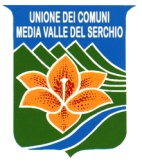 UNIONE DEI COMUNI
MEDIA VALLE DEL SERCHIO